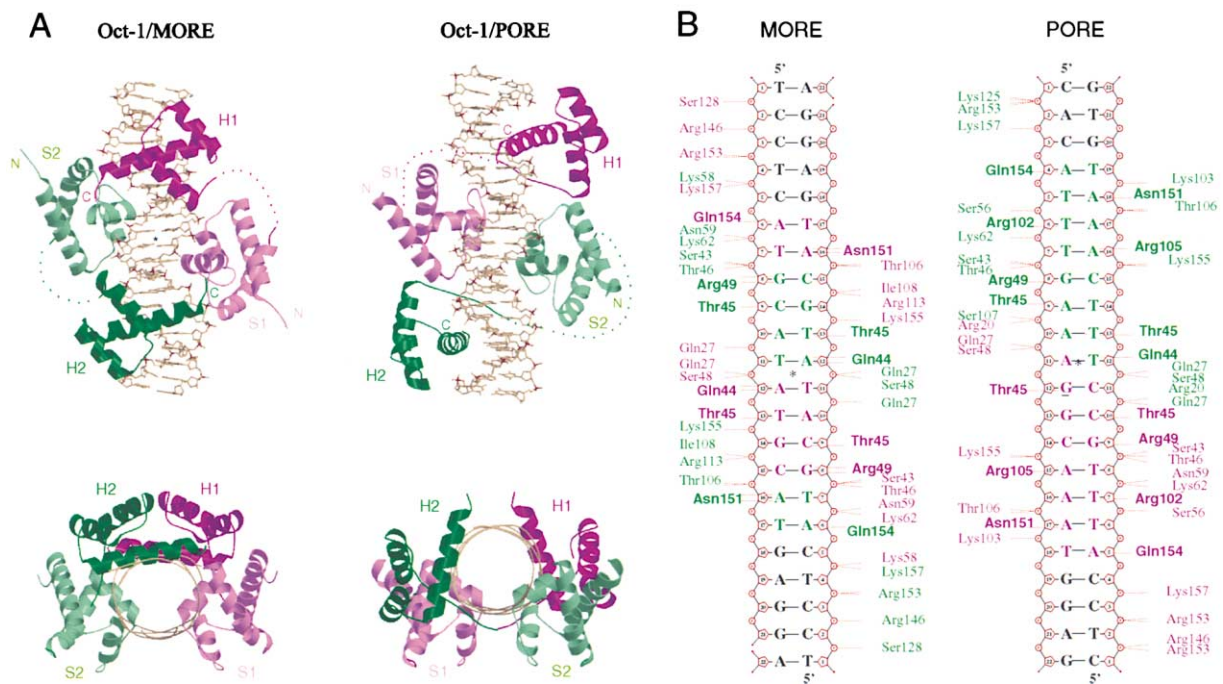 A
Oct-1/MORE
Oct-1/PORE
B
MORE
PORE
H1
S2
N
C
C
S1
N
H2
S1
N
C
H1
N
S2
H2
C
H2
H1
S2
S1
H2
H1
S2
S1
5’
T A
Ser128
C G
Arg146
C G
Arg153
T A
Lys58
Lys157
C G
Gln154
A T
Asn59
Lys62
T A Asn151
Ser43
Thr46
Thr106
Arg49 G C
Ile108
Arg113
Thr45 C G
Lys155
A T Thr45
Gln27
Gln27
T A Gln44
Ser48
*
Gln27
Ser48
Gln44 A T
Gln27
Thr45 T A
Lys155
Ile108
G C Thr45
Arg113
C G Arg49
Thr106
Ser43
Thr46
Asn151 A T
Asn59
Lys62
T A Gln154
G C
Lys58
Lys157
A T
Arg153
G C
Arg146
G C
Ser128
A T
5’
5’
C G
Lys125
Arg153
A T
Lys157
C G
Gln154 A T
Lys103
T A Asn151
Ser56
Thr106
Arg102 T A
Lys62
T A Arg105
Ser43
Thr46
Lys155
Arg49 G C
Thr45 A T
Ser107
Arg20
A T Thr45
Gln27
Ser48
A * T Gln44
Gln27
Ser48
Arg20
Thr45 G C
Gln27
G C Thr45
Lys155
C G Arg49
Ser43
Thr46
Arg105 A T
Asn59
Lys62
A T Arg102
Thr106
Ser56
Asn151 A T
Lys103
T A Gln154
G C
Lys157
G C
Arg153
A T
Arg146
Arg153
G C
5’